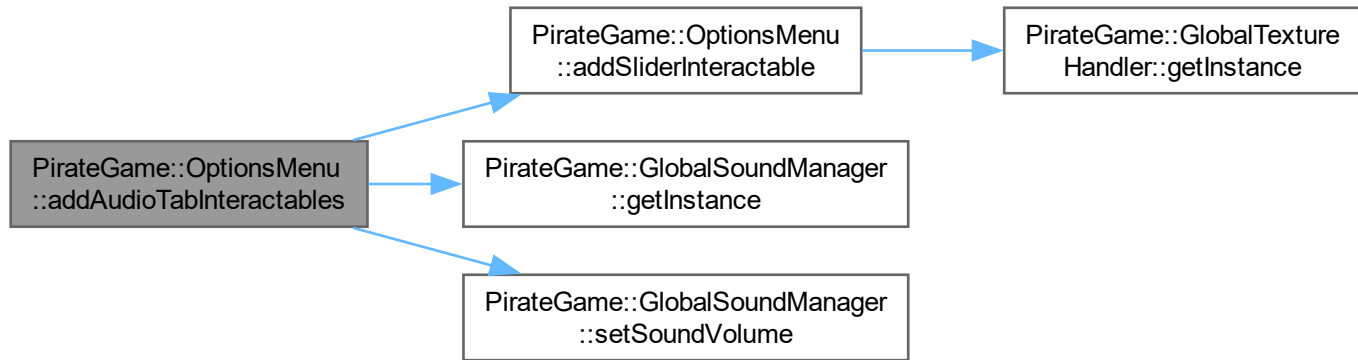 PirateGame::OptionsMenu
::addSliderInteractable
PirateGame::GlobalTexture
Handler::getInstance
PirateGame::OptionsMenu
::addAudioTabInteractables
PirateGame::GlobalSoundManager
::getInstance
PirateGame::GlobalSoundManager
::setSoundVolume